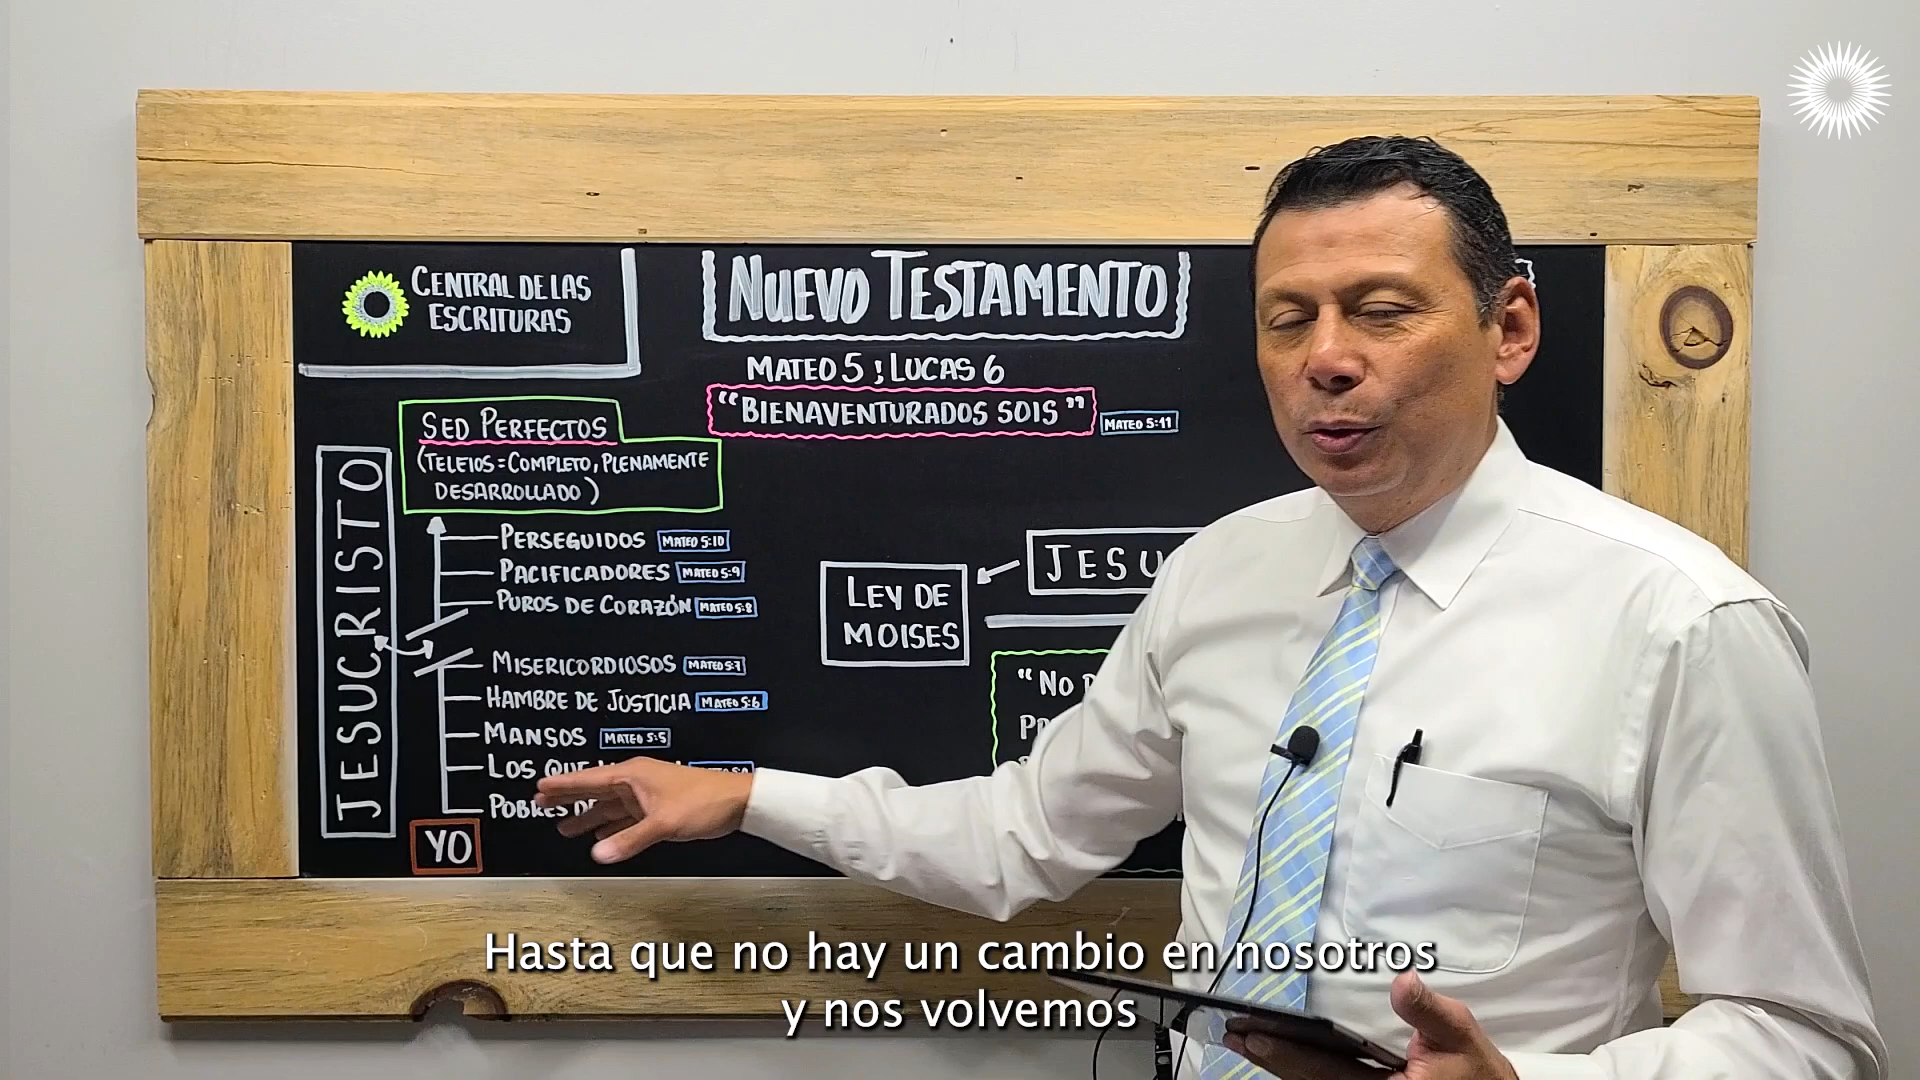 CENTRAL DE LAS
ESCRITURAS
NUEVO TESTAMENTO
MATEO 5 ; LUCAS 6
"BIENAVENTURADOS SOIS"
MATEO 5:11
SED PERFECTOS
(TELEIOS = COMPLETO, PLENAMENTE
DESARROLLADO)
JESUCRISTO
PERSEGUIDOS MATEO 5:10
PACIFICADORES MATEO 5:9
PUROS DE CORAZÓN MATEO 5:8
MISERICORDIOSOS MATEO 5:7
HAMBRE DE JUSTICIA MATEO 5:6
MANSOS MATEO 5:5
LOS QUE
POBRES DE
YO
LEY DE
MOISES
JESU
"NO
Hasta que no hay un cambio en nosotros
y nos volvemos